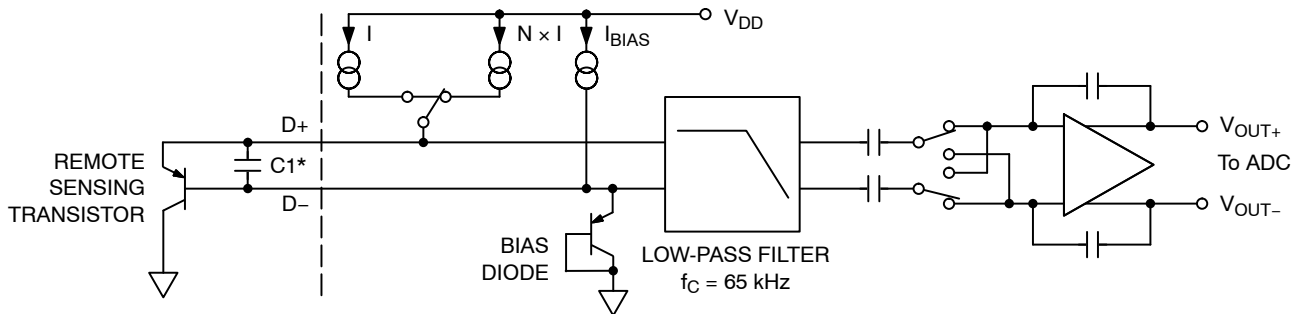 I
N × I
I_BIAS
V_DD
D+
C1*
D−
REMOTE
SENSING
TRANSISTOR
BIAS
DIODE
LOW-PASS FILTER
f_C = 65 kHz
V_OUT+
To ADC
V_OUT−